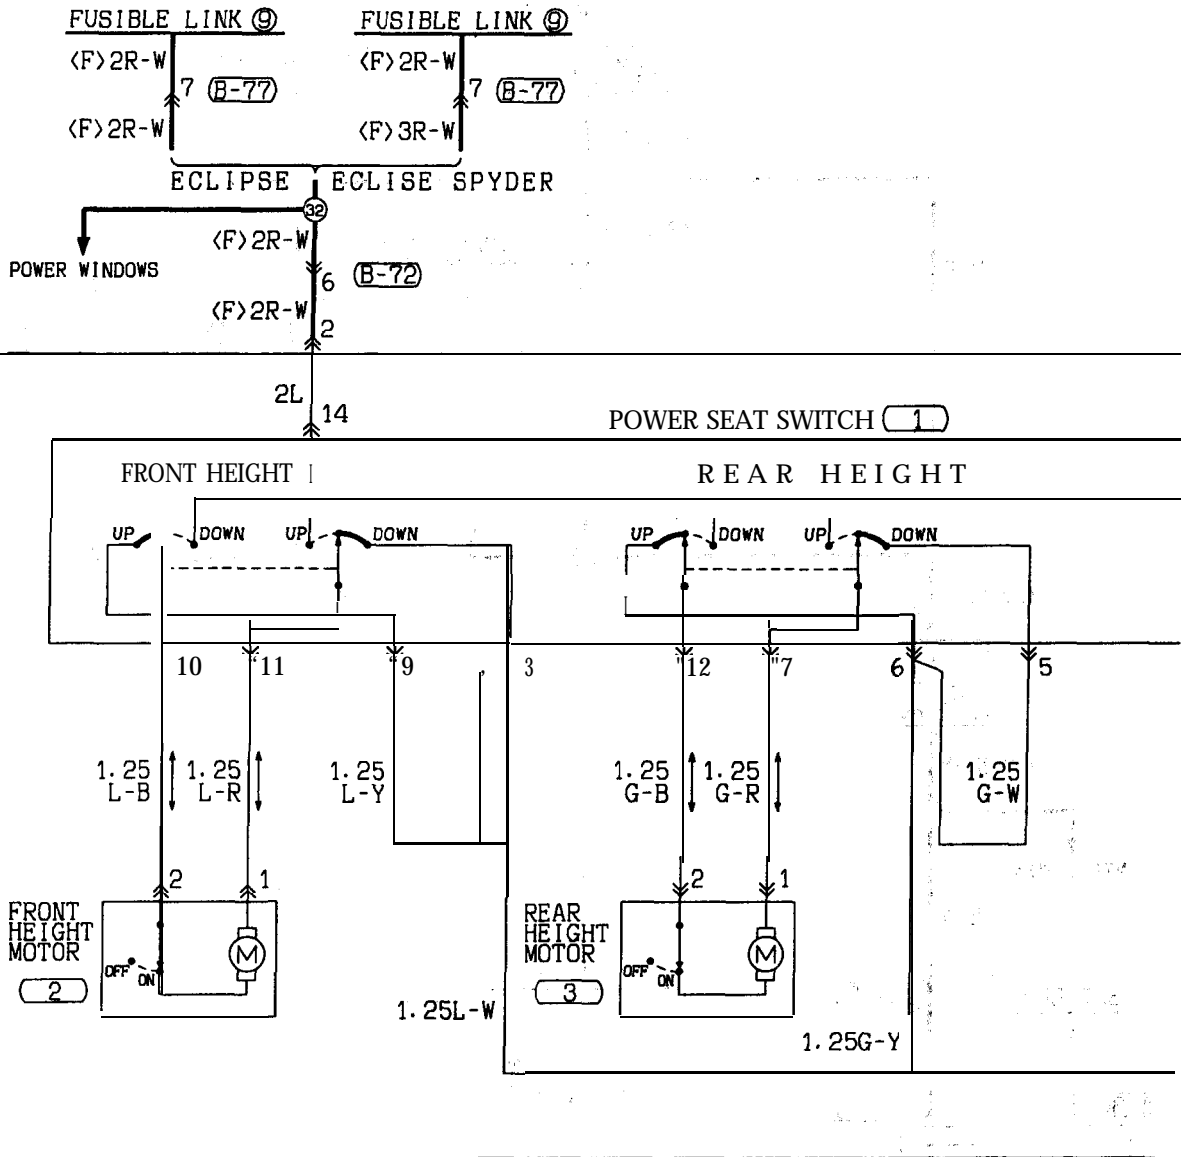 FUSIBLE LINK ⑨ FUSIBLE LINK ⑨
<F>2R-W <F>2R-W
7 B-77 7 B-77
<F>2R-W <F>3R-W
ECLIPSE ECLISE SPYDER
32
<F>2R-W
POWER WINDOWS
6 B-72
<F>2R-W
2
2L
14
POWER SEAT SWITCH 1
FRONT HEIGHT REAR HEIGHT
UP DOWN UP DOWN UP DOWN UP DOWN
10 "11 "9 , 3 "12 "7 6 5
1.25 1.25 1.25 1.25 1.25 1.25
L-B L-R L-Y G-B G-R G-W
2 1 2 1
FRONT
HEIGHT
MOTOR
2
OFF ON M
REAR
HEIGHT
MOTOR
3
OFF ON M
1.25L-W
1.25G-Y